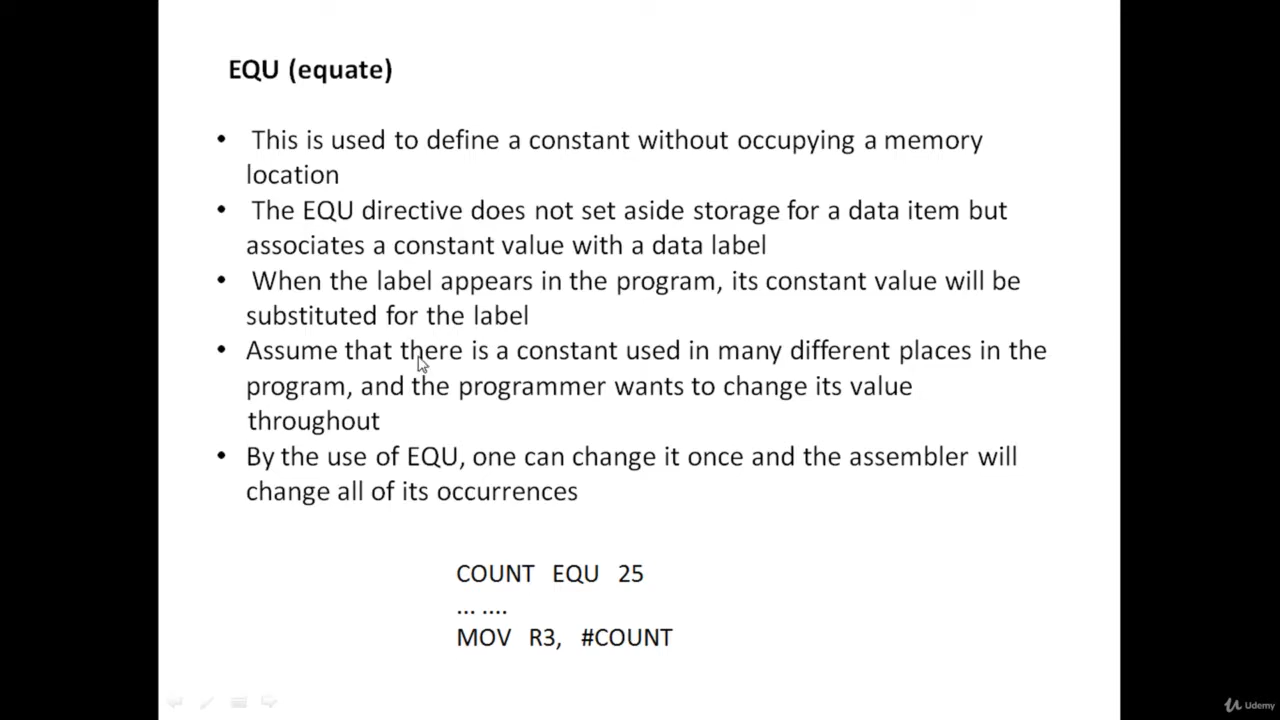 EQU (equate)
• This is used to define a constant without occupying a memory
location
• The EQU directive does not set aside storage for a data item but
associates a constant value with a data label
• When the label appears in the program, its constant value will be
substituted for the label
• Assume that there is a constant used in many different places in the
program, and the programmer wants to change its value
throughout
• By the use of EQU, one can change it once and the assembler will
change all of its occurrences
COUNT EQU 25
... ....
MOV R3, #COUNT
Udemy